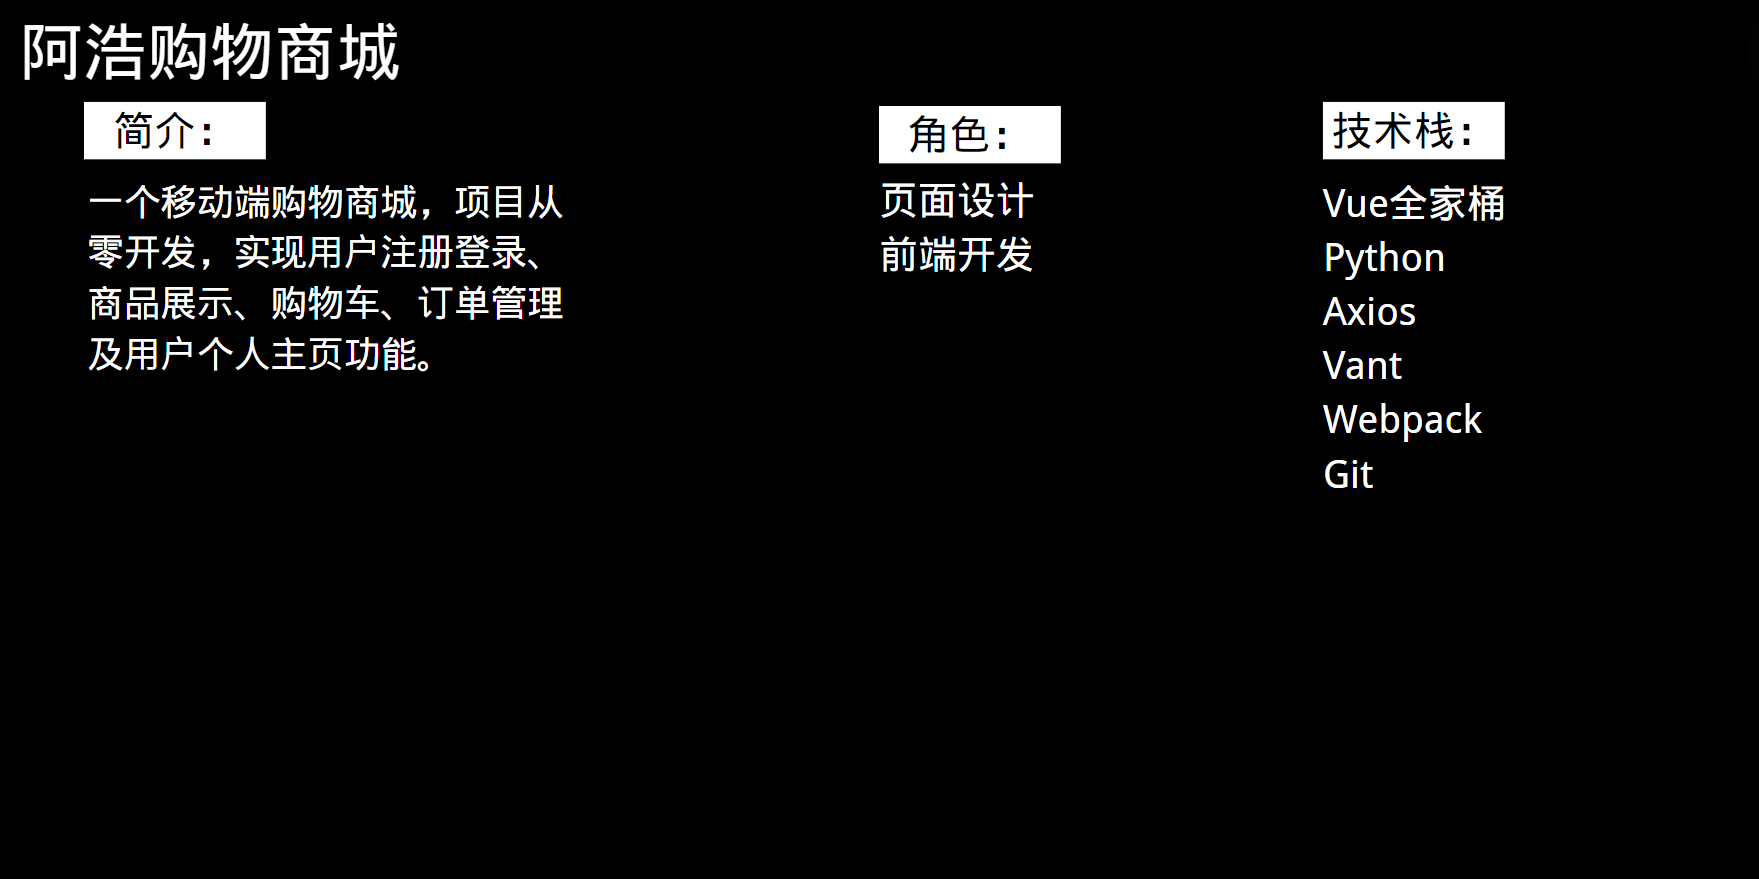 阿浩购物商城
简介：
一个移动端购物商城，项目从
零开发，实现用户注册登录、
商品展示、购物车、订单管理
及用户个人主页功能。
角色：
页面设计
前端开发
技术栈：
Vue全家桶
Python
Axios
Vant
Webpack
Git